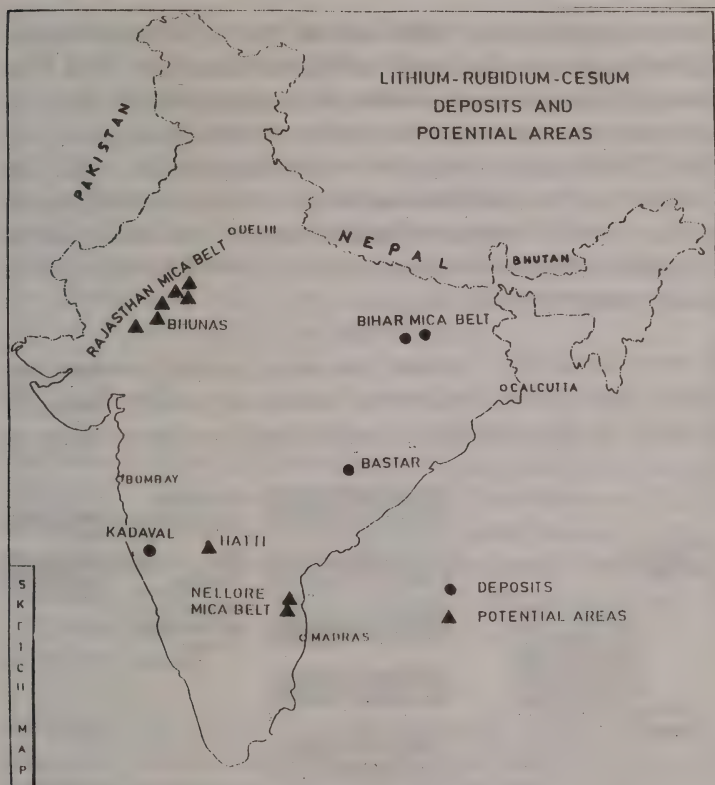 LITHIUM-RUBIDIUM-CESIUM
DEPOSITS AND
POTENTIAL AREAS
PAKISTAN
DELHI
NEPAL
BHUTAN
RAJASTHAN MICA BELT
BHUNAS
BIHAR MICA BELT
CALCUTTA
BASTAR
BOMBAY
KADAVAL
HATTI
NELLORE
MICA BELT
MADRAS
DEPOSITS
POTENTIAL AREAS
SKETCH MAP